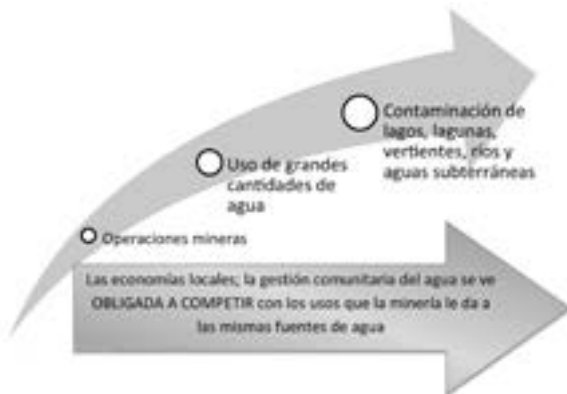 Contaminación de
lagos, lagunas,
vertientes, ríos y
aguas subterráneas
Uso de grandes
cantidades de
agua
Operaciones mineras
Las economías locales; la gestión comunitaria del agua se ve
OBLIGADA A COMPETIR con los usos que la minería le da a
las mismas fuentes de agua